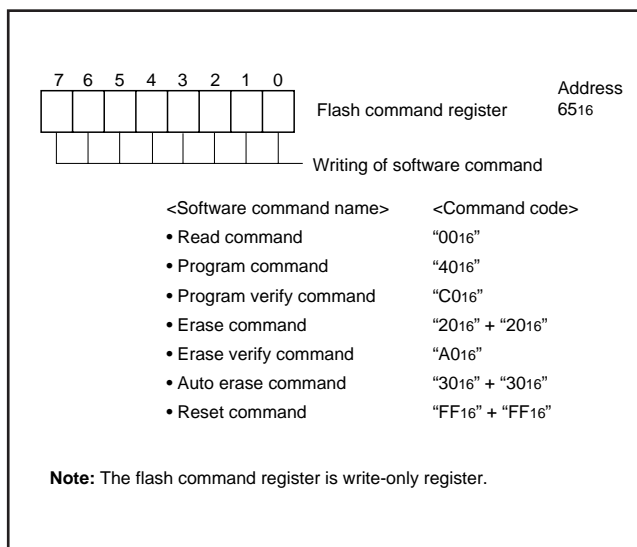 7 6 5 4 3 2 1 0
Address
Flash command register 6516
Writing of software command
<Software command name> <Command code>
• Read command “0016”
• Program command “4016”
• Program verify command “C016”
• Erase command “2016” + “2016”
• Erase verify command “A016”
• Auto erase command “3016” + “3016”
• Reset command “FF16” + “FF16”
Note: The flash command register is write-only register.